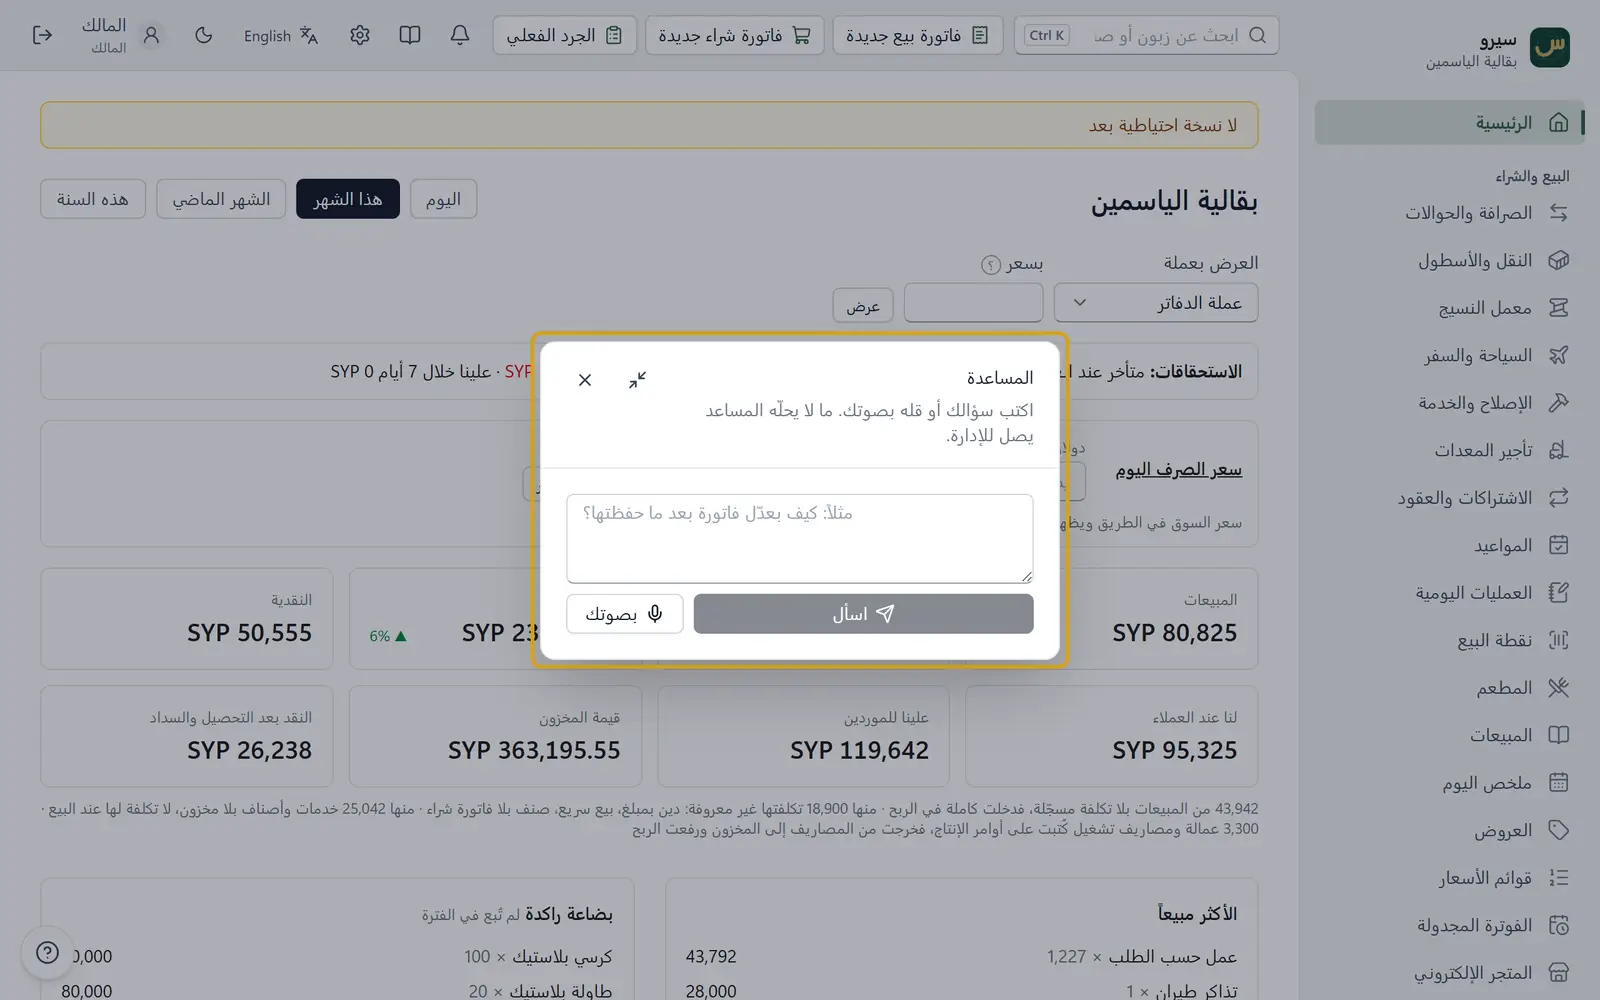 سيرو
بقالية الياسمين
ابحث عن زبون أو صـ
Ctrl K
فاتورة بيع جديدة
فاتورة شراء جديدة
الجرد الفعلي
English
المالك
المالك
الرئيسية
البيع والشراء
الصرافة والحوالات
النقل والأسطول
معمل النسيج
السياحة والسفر
الإصلاح والخدمة
تأجير المعدات
الاشتراكات والعقود
المواعيد
العمليات اليومية
نقطة البيع
المطعم
المبيعات
ملخص اليوم
العروض
قوائم الأسعار
الفوترة المجدولة
المتجر الإلكتروني
لا نسخة احتياطية بعد
بقالية الياسمين
اليوم
هذا الشهر
الشهر الماضي
هذه السنة
العرض بعملة
بسعر ؟
عملة الدفاتر
عرض
الاستحقاقات: متأخر عند
SYP · علينا خلال 7 أيام 0 SYP
المساعدة
اكتب سؤالك أو قله بصوتك. ما لا يحلّه المساعد
يصل للإدارة.
مثلاً: كيف بعدّل فاتورة بعد ما حفظتها؟
اسأل
بصوتك
سعر الصرف اليوم
سعر السوق في الطريق
المبيعات
SYP 80,825
SYP 23
6% ▲
النقدية
SYP 50,555
لنا عند العملاء
SYP 95,325
علينا للموردين
SYP 119,642
قيمة المخزون
SYP 363,195.55
النقد بعد التحصيل والسداد
SYP 26,238
43,942 من المبيعات بلا تكلفة مسجّلة، فدخلت كاملة في الربح · منها 18,900 تكلفتها غير معروفة: دين بمبلغ، بيع سريع، صنف بلا فاتورة شراء · منها 25,042 خدمات وأصناف بلا مخزون، لا تكلفة لها عند البيع ·
3,300 عمالة ومصاريف تشغيل كُتبت على أوامر الإنتاج، فخرجت من المصاريف إلى المخزون ورفعت الربح
الأكثر مبيعاً
عمل حسب الطلب × 1,227
43,792
تذاكر طيران × 1
28,000
بضاعة راكدة لم تُبع في الفترة
كرسي بلاستيك × 100
0,000
طاولة بلاستيك × 20
80,000